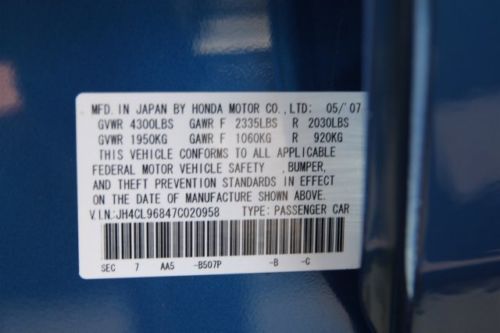 MFD. IN JAPAN BY HONDA MOTOR CO., LTD: 05/'07
GVWR 4300LBS GAWR F 2335LBS R 2030LBS
GVWR 1950KG GAWR F 1060KG R 920KG
THIS VEHICLE CONFORMS TO ALL APPLICABLE
FEDERAL MOTOR VEHICLE SAFETY ,BUMPER,
AND THEFT PREVENTION STANDARDS IN EFFECT
ON THE DATE OF MANUFACTURE SHOWN ABOVE.
V.I.N:JH4CL96847C020958 TYPE: PASSENGER CAR
SEC 7 AA5 -B507P -B -C